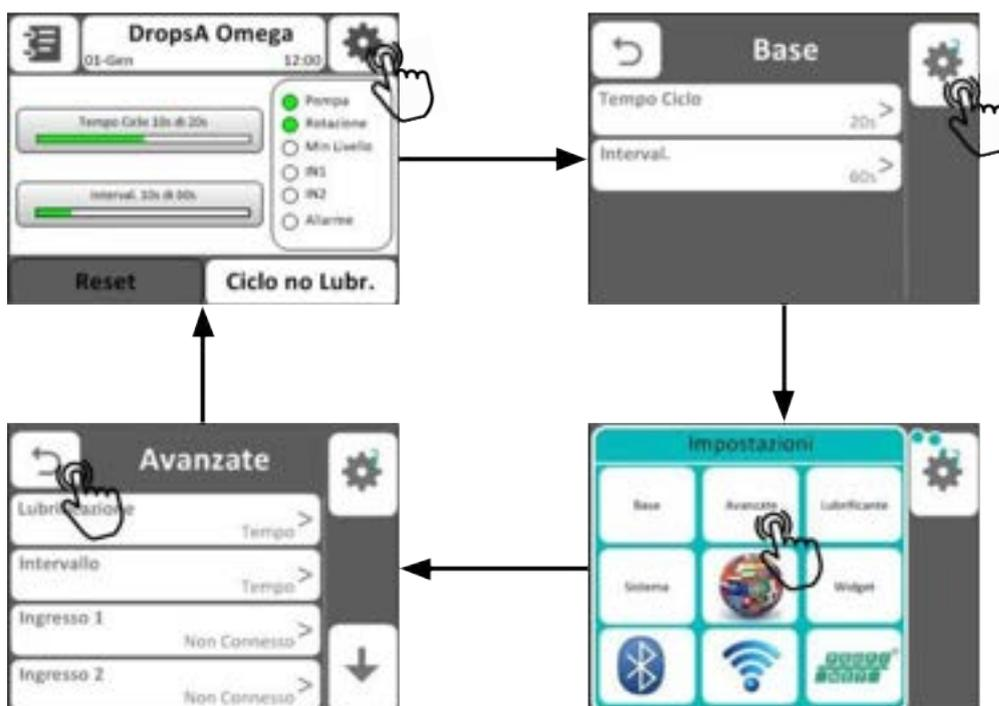 DropsA Omega
01-Gen 12:00
Tempo Ciclo 10s di 20s
Interval. 10s di 60s
Pompa
Rotazione
Min Livello
IN1
IN2
Allarme
Reset
Ciclo no Lubr.
Base
Tempo Ciclo
20s
Interval.
60s
Avanzate
Lubrificazione
Tempo
Intervallo
Tempo
Ingresso 1
Non Connesso
Ingresso 2
Non Connesso
Impostazioni
Base Avanzate Lubrificante
Sistema Widget